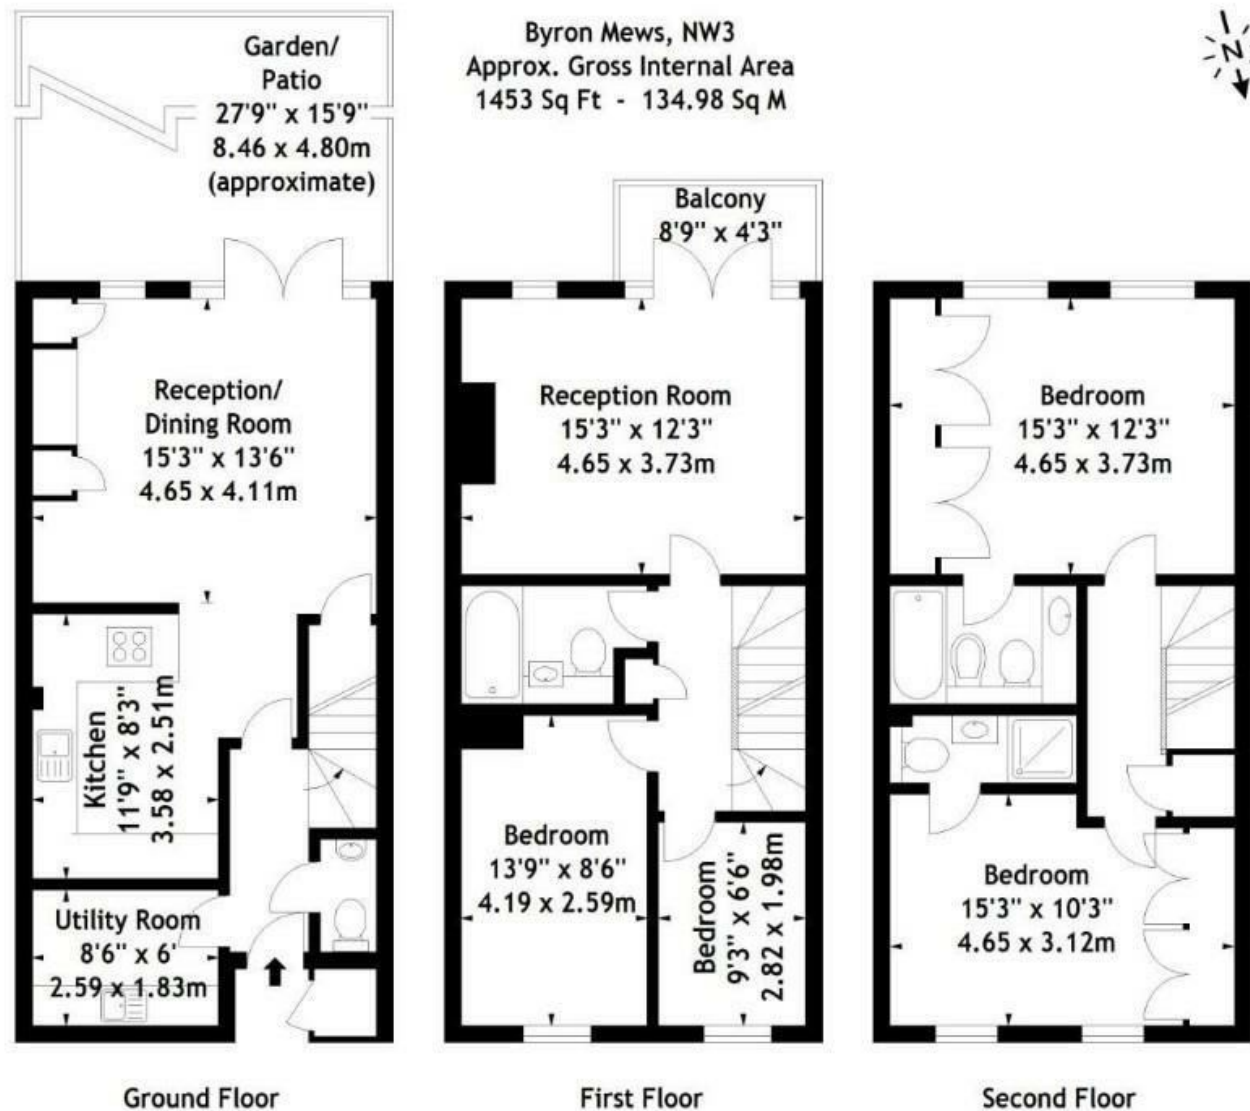 Byron Mews, NW3
Approx. Gross Internal Area
1453 Sq Ft - 134.98 Sq M
N
Garden/
Patio
27'9" x 15'9"
8.46 x 4.80m
(approximate)
Reception/
Dining Room
15'3" x 13'6"
4.65 x 4.11m
Kitchen
11'9" x 8'3"
3.58 x 2.51m
Utility Room
8'6" x 6'
2.59 x 1.83m
Ground Floor
Balcony
8'9" x 4'3"
Reception Room
15'3" x 12'3"
4.65 x 3.73m
Bedroom
13'9" x 8'6"
4.19 x 2.59m
Bedroom
9'3" x 6'6"
2.82 x 1.98m
First Floor
Bedroom
15'3" x 12'3"
4.65 x 3.73m
Bedroom
15'3" x 10'3"
4.65 x 3.12m
Second Floor